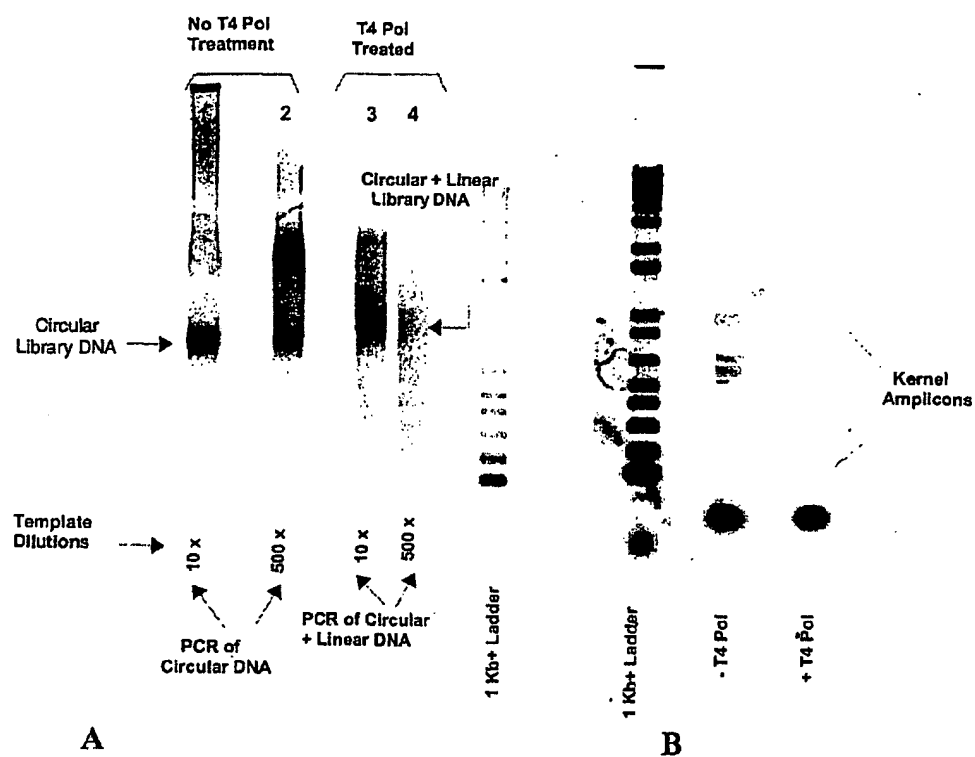 No T4 Pol
Treatment
T4 Pol
Treated
2
3
4
Circular + Linear
Library DNA
Circular
Library DNA
Kernel
Amplicons
Template
Dilutions
10 x
500 x
10 x
500 x
PCR of
Circular DNA
PCR of Circular
+ Linear DNA
1 Kb+ Ladder
1 Kb+ Ladder
- T4 Pol
+ T4 Pol
A
B